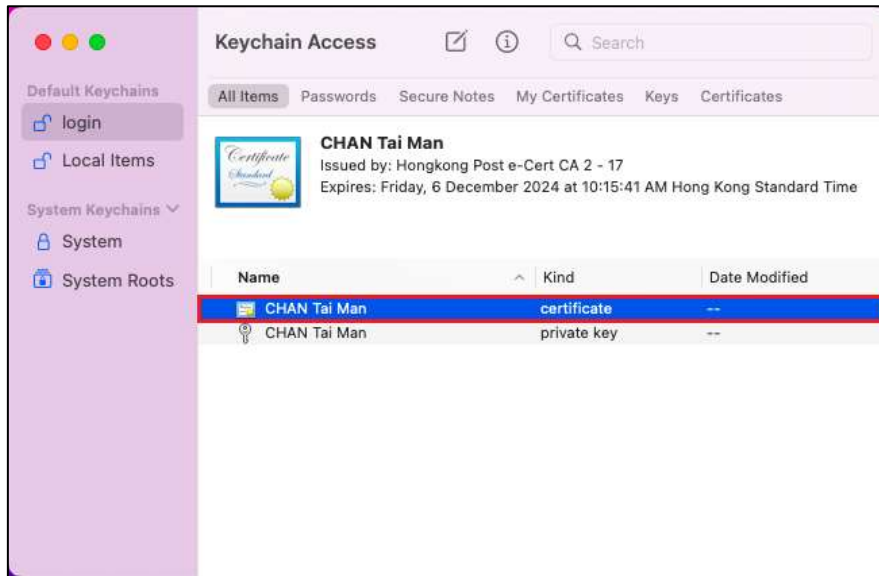 Keychain Access
Search
Default Keychains
login
Local Items
System Keychains
System
System Roots
All Items Passwords Secure Notes My Certificates Keys Certificates
Certificate
Standard
CHAN Tai Man
Issued by: Hongkong Post e-Cert CA 2 - 17
Expires: Friday, 6 December 2024 at 10:15:41 AM Hong Kong Standard Time
Name Kind Date Modified
CHAN Tai Man certificate --
CHAN Tai Man private key --